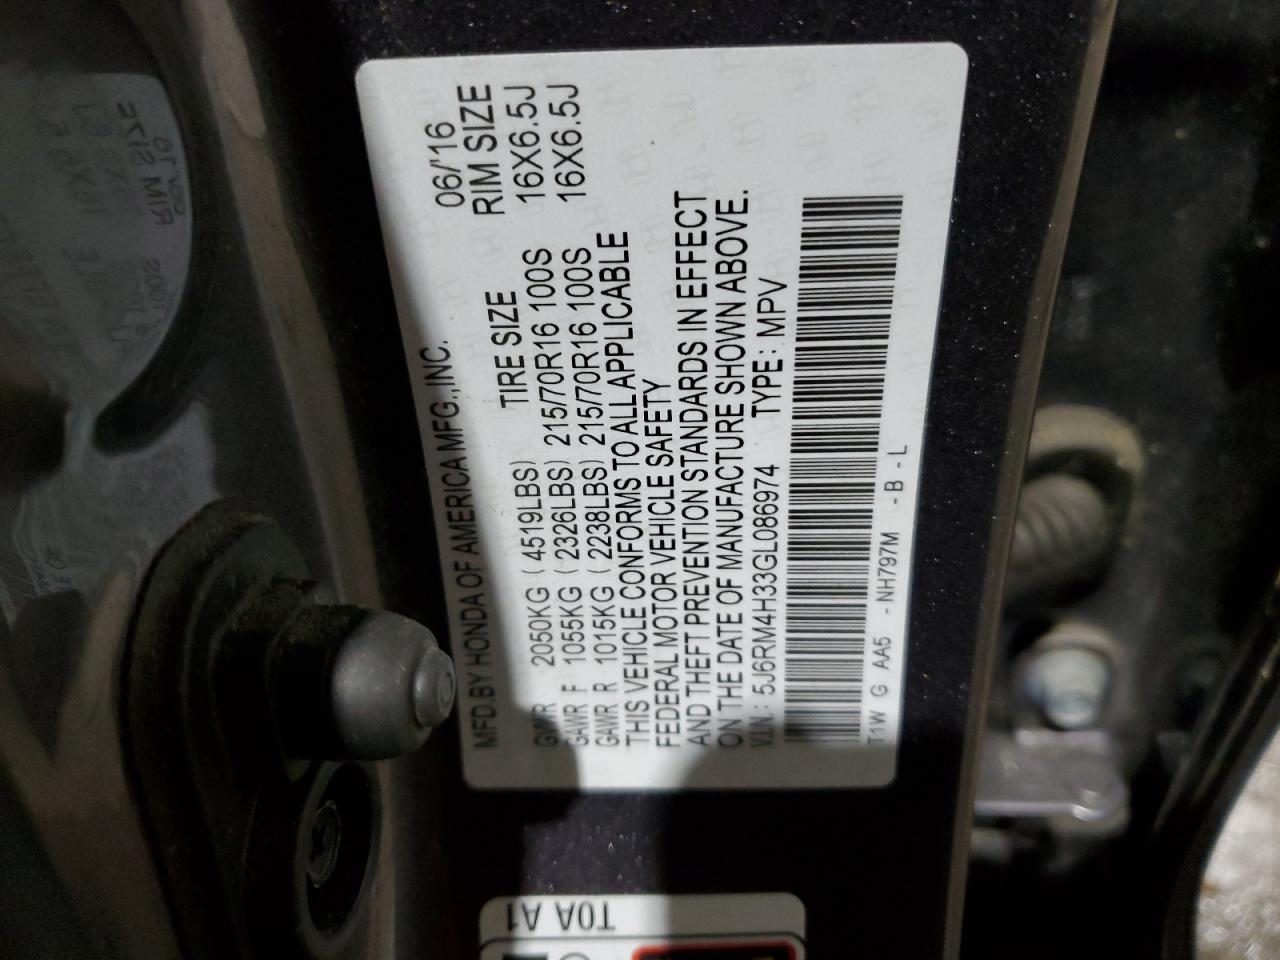 MFD.BY HONDA OF AMERICA MFG.,INC. 06/'16
TIRE SIZE RIM SIZE
GVWR 2050KG ( 4519LBS)
GAWR F 1055KG ( 2326LBS) 215/70R16 100S 16X6.5J
GAWR R 1015KG ( 2238LBS) 215/70R16 100S 16X6.5J
THIS VEHICLE CONFORMS TO ALL APPLICABLE
FEDERAL MOTOR VEHICLE SAFETY
AND THEFT PREVENTION STANDARDS IN EFFECT
ON THE DATE OF MANUFACTURE SHOWN ABOVE.
V.I.N : 5J6RM4H33GL086974 TYPE: MPV
T1W G AA5 - NH797M - B - L
T0A A1